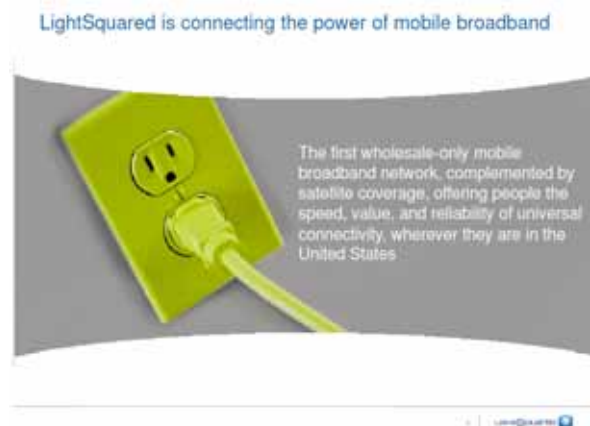 LightSquared is connecting the power of mobile broadband
The first wholesale-only mobile
broadband network, complemented by
satellite coverage, offering people the
speed, value, and reliability of universal
connectivity, wherever they are in the
United States
LightSquared